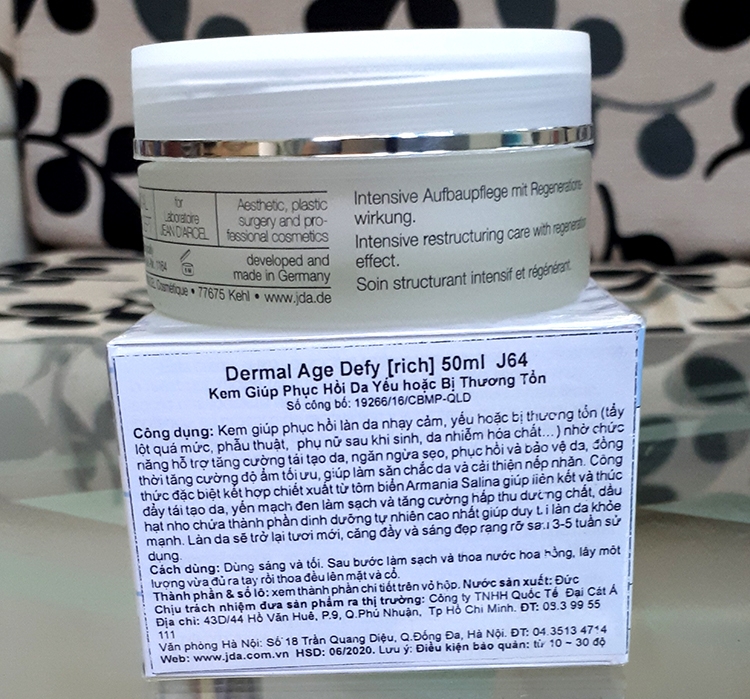 for
Laboratoire
JEAN D'ARCEL
Aesthetic, plastic
surgery and pro-
fessional cosmetics
developed and
made in Germany
Cosmétique • 77675 Kehl • www.jda.de
Intensive Aufbaupflege mit Regenerations-
wirkung.
Intensive restructuring care with regeneration
effect.
Soin structurant intensif et régénérant.
Dermal Age Defy [rich] 50ml J64
Kem Giúp Phục Hồi Da Yếu hoặc Bị Thương Tổn
Số công bố: 19266/16/CBMP-QLD
Công dụng: Kem giúp phục hồi làn da nhạy cảm, yếu hoặc bị thương tổn (tẩy
lột quá mức, phẫu thuật, phụ nữ sau khi sinh, da nhiễm hóa chất...) nhờ chức
năng hỗ trợ tăng cường tái tạo da, ngăn ngừa sẹo, phục hồi và bảo vệ da, đồng
thời tăng cường độ ẩm tối ưu, giúp làm săn chắc da và cải thiện nếp nhăn. Công
thức đặc biệt kết hợp chiết xuất từ tôm biển Armania Salina giúp liên kết và thúc
đẩy tái tạo da, yến mạch đen làm sạch và tăng cường hấp thu dưỡng chất, dầu
hạt nho chứa thành phần dinh dưỡng tự nhiên cao nhất giúp duy trì làn da khỏe
mạnh. Làn da sẽ trở lại tươi mới, căng đầy và sáng đẹp rạng rỡ sau 3-5 tuần sử
dụng.
Cách dùng: Dùng sáng và tối. Sau bước làm sạch và thoa nước hoa hồng, lấy một
lượng vừa đủ ra tay rồi thoa đều lên mặt và cổ.
Thành phần & số lô: xem thành phần chi tiết trên vỏ hộp. Nước sản xuất: Đức
Chịu trách nhiệm đưa sản phẩm ra thị trường: Công ty TNHH Quốc Tế Đại Cát Á
Địa chỉ: 43D/44 Hồ Văn Huê, P.9, Q.Phú Nhuận, Tp Hồ Chí Minh. ĐT: 08.3 99 55
111
Văn phòng Hà Nội: Số 18 Trần Quang Diệu, Q.Đống Đa, Hà Nội. ĐT: 04.3513 4714
Web: www.jda.com.vn HSD: 06/2020. Lưu ý: Điều kiện bảo quản: từ 10 – 30 độ